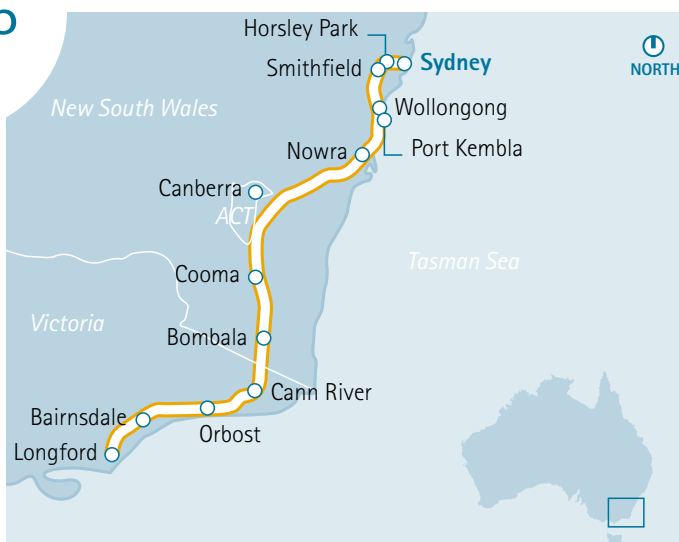 Horsley Park
Sydney
Smithfield
NORTH
New South Wales
Wollongong
Nowra
Port Kembla
Canberra
ACT
Tasman Sea
Cooma
Victoria
Bombala
Cann River
Bairnsdale
Orbost
Longford